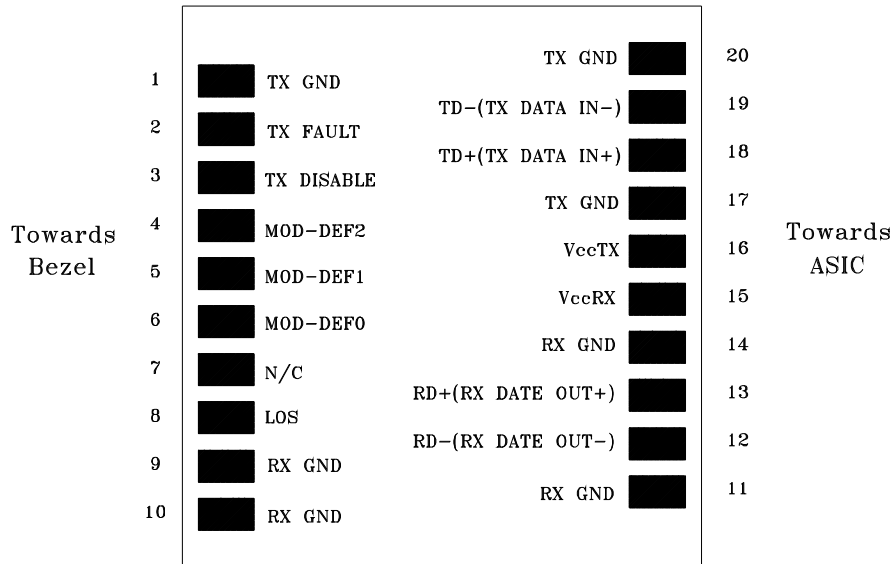 Towards
Bezel
1 TX GND
2 TX FAULT
3 TX DISABLE
4 MOD-DEF2
5 MOD-DEF1
6 MOD-DEF0
7 N/C
8 LOS
9 RX GND
10 RX GND
TX GND 20
TD-(TX DATA IN-) 19
TD+(TX DATA IN+) 18
TX GND 17
VccTX 16
VccRX 15
RX GND 14
RD+(RX DATE OUT+) 13
RD-(RX DATE OUT-) 12
RX GND 11
Towards
ASIC